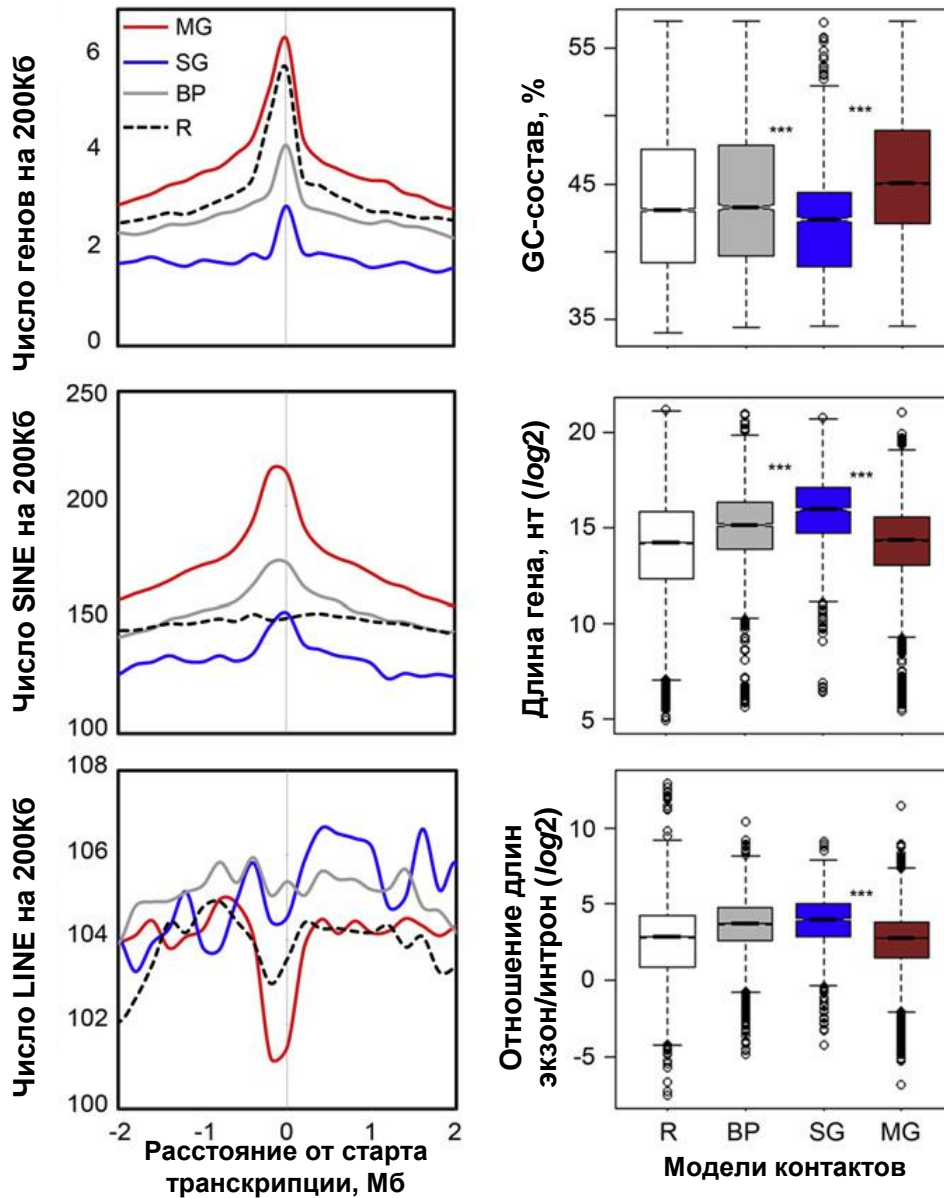 Число генов на 200Кб
6
4
2
0
MG
SG
BP
R
GC-состав, %
55
45
35
***
***
Число SINE на 200Кб
250
200
150
100
Длина гена, нт (log2)
20
15
10
5
***
***
Число LINE на 200Кб
108
106
104
102
100
-2
-1
0
1
2
Расстояние от старта
транскрипции, Мб
Отношение длин
экзон/интрон (log2)
10
5
0
-5
***
R
BP
SG
MG
Модели контактов